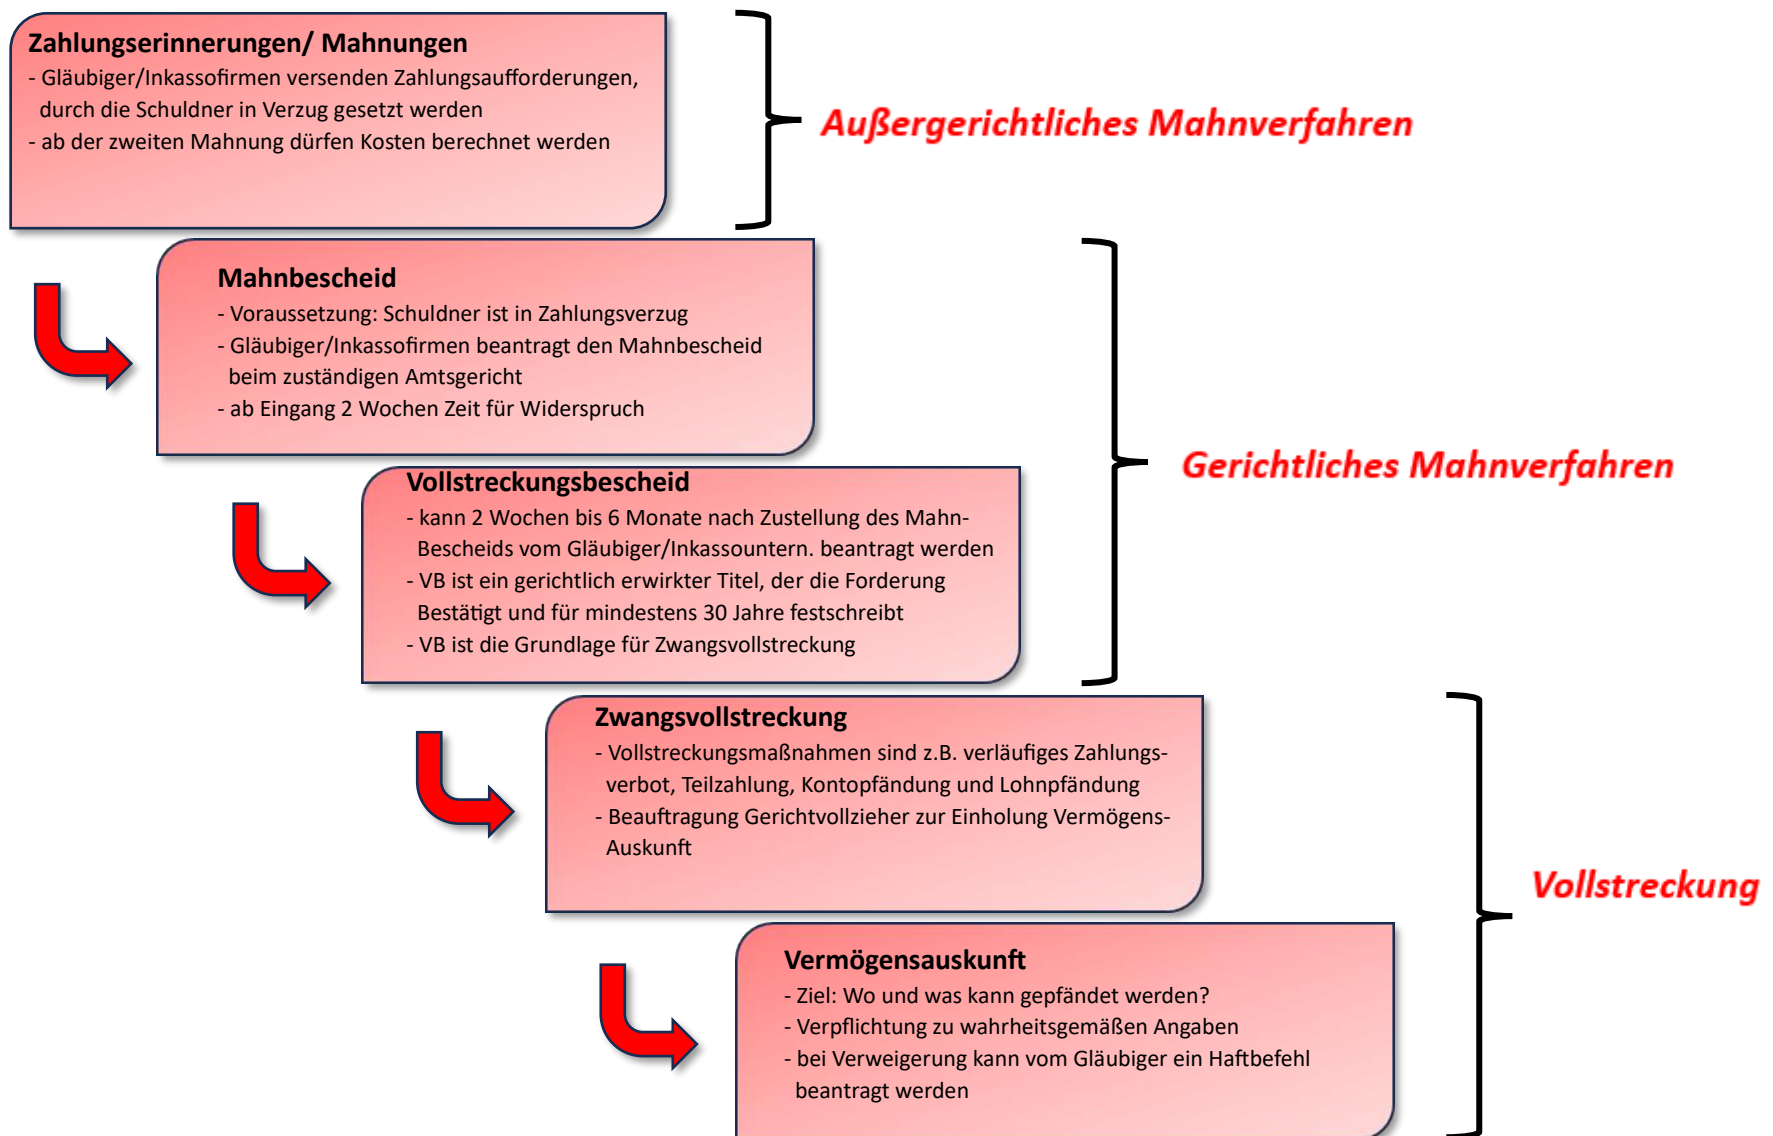 Zahlungserinnerungen/ Mahnungen
- Gläubiger/Inkassofirmen versenden Zahlungsaufforderungen,
durch die Schuldner in Verzug gesetzt werden
- ab der zweiten Mahnung dürfen Kosten berechnet werden
Außergerichtliches Mahnverfahren
Mahnbescheid
- Voraussetzung: Schuldner ist in Zahlungsverzug
- Gläubiger/Inkassofirmen beantragt den Mahnbescheid
beim zuständigen Amtsgericht
- ab Eingang 2 Wochen Zeit für Widerspruch
Vollstreckungsbescheid
- kann 2 Wochen bis 6 Monate nach Zustellung des Mahn-
Bescheids vom Gläubiger/Inkassountern. beantragt werden
- VB ist ein gerichtlich erwirkter Titel, der die Forderung
Bestätigt und für mindestens 30 Jahre festschreibt
- VB ist die Grundlage für Zwangsvollstreckung
Gerichtliches Mahnverfahren
Zwangsvollstreckung
- Vollstreckungsmaßnahmen sind z.B. verläufiges Zahlungs-
verbot, Teilzahlung, Kontopfändung und Lohnpfändung
- Beauftragung Gerichtvollzieher zur Einholung Vermögens-
Auskunft
Vermögensauskunft
- Ziel: Wo und was kann gepfändet werden?
- Verpflichtung zu wahrheitsgemäßen Angaben
- bei Verweigerung kann vom Gläubiger ein Haftbefehl
beantragt werden
Vollstreckung